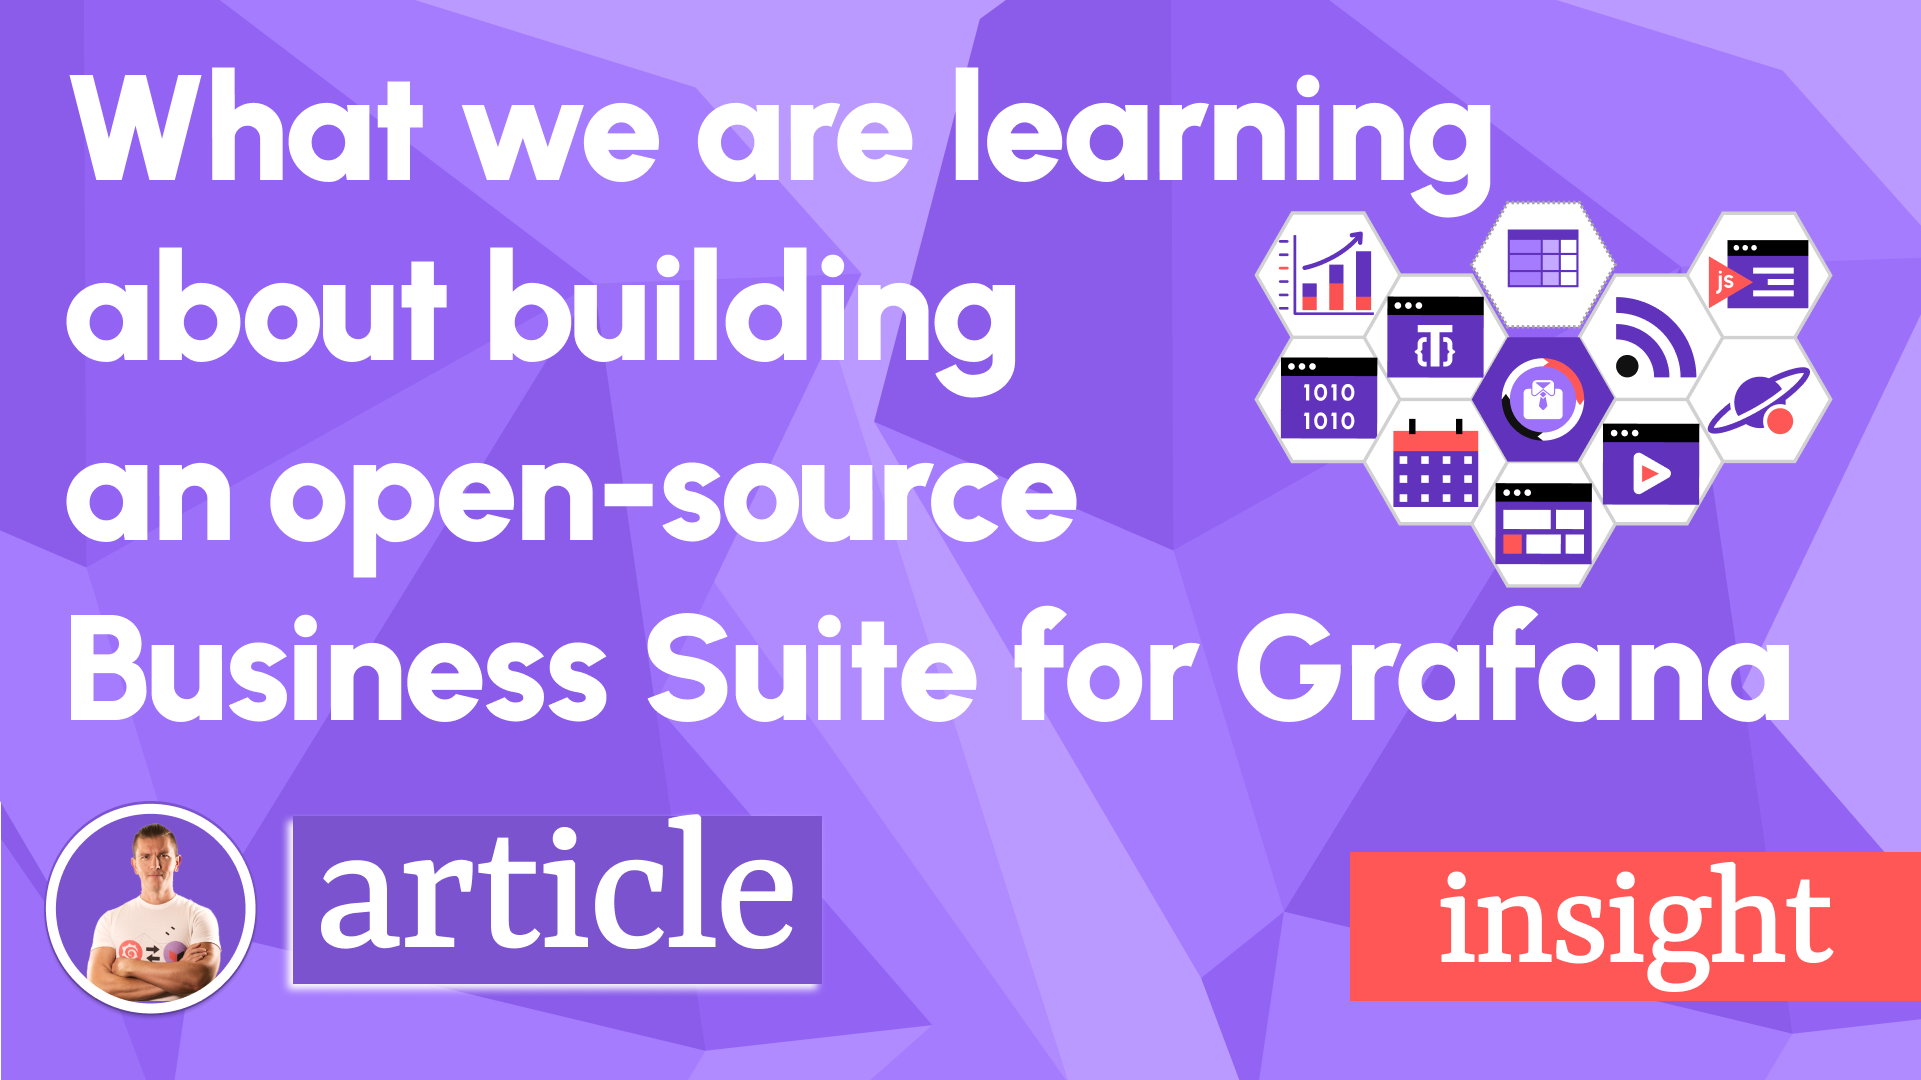 What we are learning
about building
an open-source
Business Suite for Grafana
js
{T}
1010
1010
article
insight